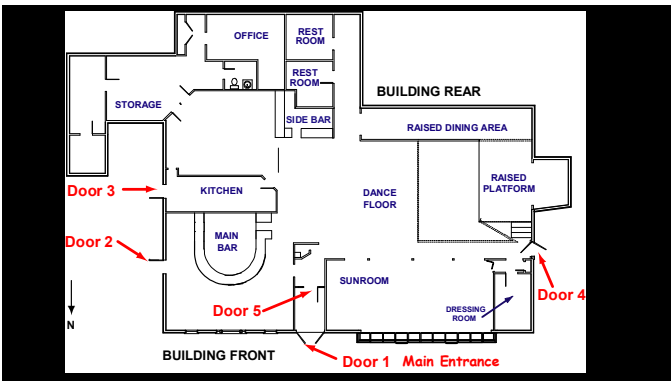 OFFICE
REST
ROOM
REST
ROOM
BUILDING REAR
STORAGE
SIDE BAR
RAISED DINING AREA
Door 3
KITCHEN
DANCE
FLOOR
RAISED
PLATFORM
Door 2
MAIN
BAR
SUNROOM
Door 4
Door 5
DRESSING
ROOM
N
BUILDING FRONT
Door 1 Main Entrance